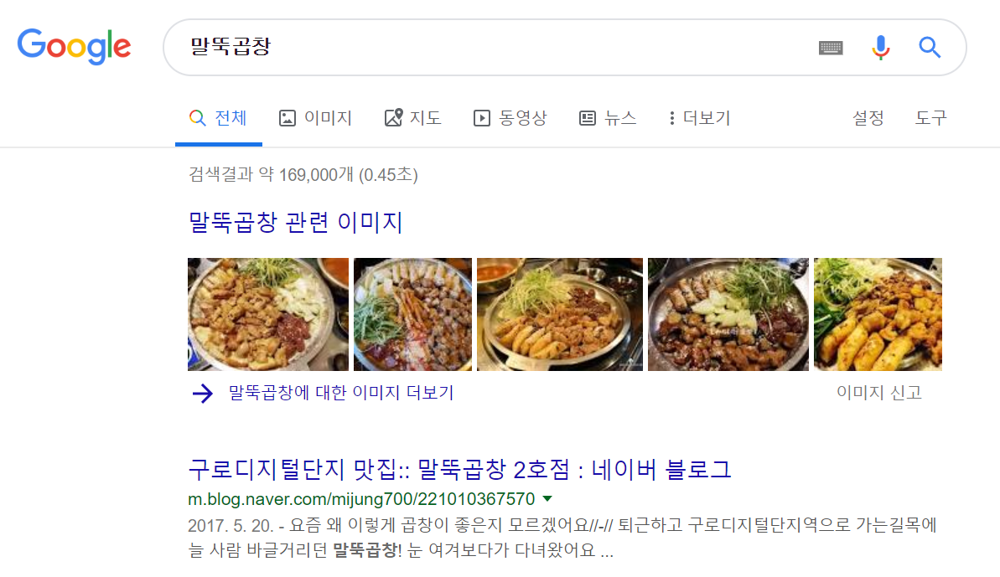 Google
말뚝곱창
전체 이미지 지도 동영상 뉴스 더보기 설정 도구
검색결과 약 169,000개 (0.45초)
말뚝곱창 관련 이미지
말뚝곱창에 대한 이미지 더보기 이미지 신고
구로디지털단지 맛집:: 말뚝곱창 2호점 : 네이버 블로그
m.blog.naver.com/mijung700/221010367570
2017. 5. 20. - 요즘 왜 이렇게 곱창이 좋은지 모르겠어요//-// 퇴근하고 구로디지털단지역으로 가는길목에
늘 사람 바글거리던 말뚝곱창! 눈 여겨보다가 다녀왔어요 ...